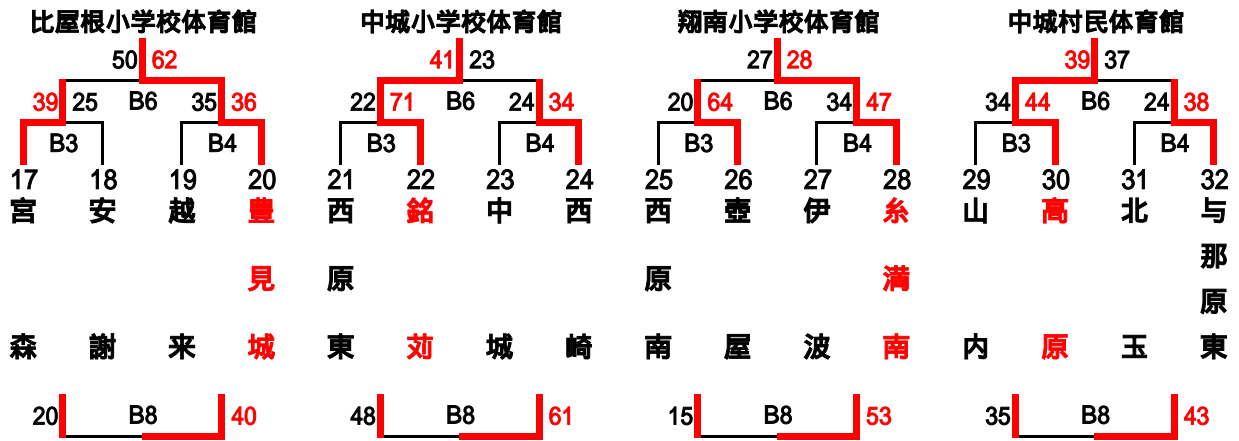 比屋根小学校体育館 中城小学校体育館 翔南小学校体育館 中城村民体育館
50 62 41 23 27 28 39 37
39 25 B6 35 36 22 71 B6 24 34 20 64 B6 34 47 34 44 B6 24 38
B3 B4 B3 B4 B3 B4 B3 B4
17 18 19 20 21 22 23 24 25 26 27 28 29 30 31 32
宮森 安謝 越来 豊見城 西原東 銘苅 中城 西崎 西原南 壺屋 伊波 糸満南 山内 高原 北玉 与那原東
20 B8 40 48 B8 61 15 B8 53 35 B8 43